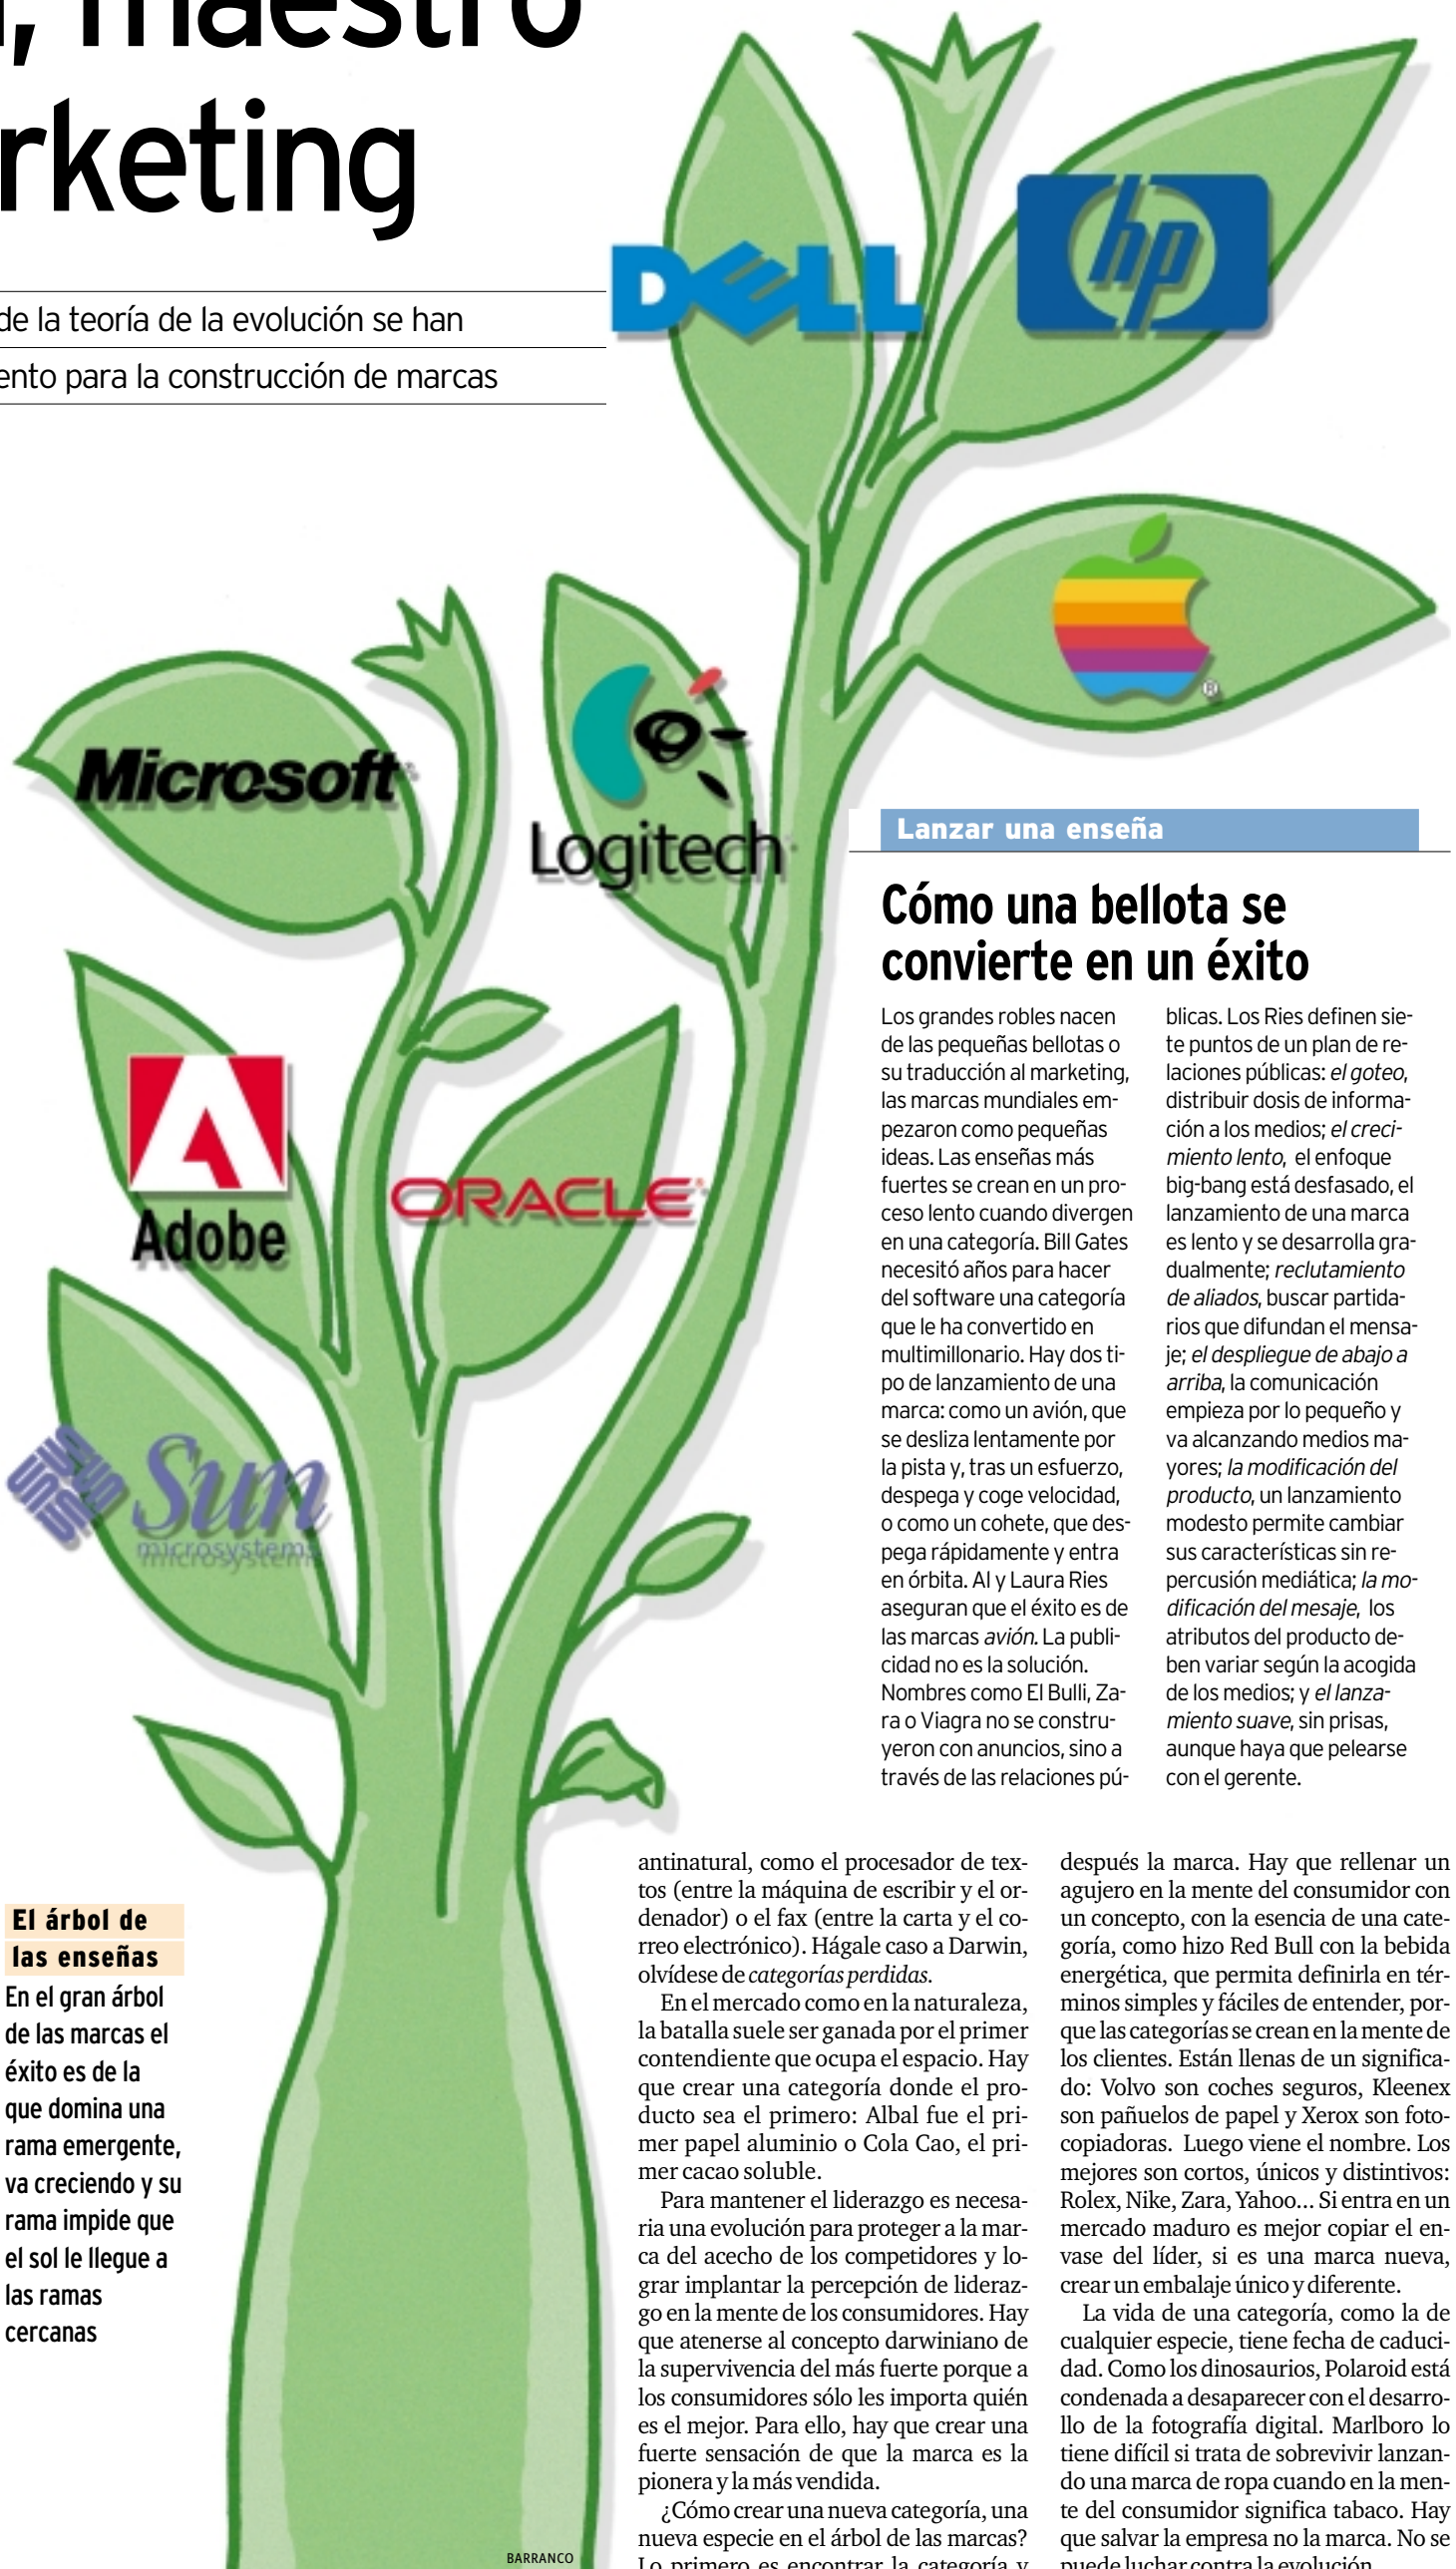 maestro
rketing
de la teoría de la evolución se han
ento para la construcción de marcas
DELL
hp
Microsoft
Logitech
Adobe
ORACLE
Sun
microsystems
Lanzar una enseña
Cómo una bellota se
convierte en un éxito
Los grandes robles nacen
de las pequeñas bellotas o
su traducción al marketing,
las marcas mundiales em-
pezaron como pequeñas
ideas. Las enseñas más
fuertes se crean en un pro-
ceso lento cuando divergen
en una categoría. Bill Gates
necesitó años para hacer
del software una categoría
que le ha convertido en
multimillonario. Hay dos ti-
po de lanzamiento de una
marca: como un avión, que
se desliza lentamente por
la pista y, tras un esfuerzo,
despega y coge velocidad,
o como un cohete, que des-
pega rápidamente y entra
en órbita. Al y Laura Ries
aseguran que el éxito es de
las marcas avión. La publi-
cidad no es la solución.
Nombres como El Bulli, Za-
ra o Viagra no se constru-
yeron con anuncios, sino a
través de las relaciones pú-
blicas. Los Ries definen sie-
te puntos de un plan de re-
laciones públicas: el goteo,
distribuir dosis de informa-
ción a los medios; el creci-
miento lento, el enfoque
big-bang está desfasado, el
lanzamiento de una marca
es lento y se desarrolla gra-
dualmente; reclutamiento
de aliados, buscar partida-
rios que difundan el mensa-
je; el despliegue de abajo a
arriba, la comunicación
empieza por lo pequeño y
va alcanzando medios ma-
yores; la modificación del
producto, un lanzamiento
modesto permite cambiar
sus características sin re-
percusión mediática; la mo-
dificación del mesaje, los
atributos del producto de-
ben variar según la acogida
de los medios; y el lanza-
miento suave, sin prisas,
aunque haya que pelearse
con el gerente.
El árbol de
las enseñas
En el gran árbol
de las marcas el
éxito es de la
que domina una
rama emergente,
va creciendo y su
rama impide que
el sol le llegue a
las ramas
cercanas
BARRANCO
antinatural, como el procesador de tex-
tos (entre la máquina de escribir y el or-
denador) o el fax (entre la carta y el co-
rreo electrónico). Hágale caso a Darwin,
olvídese de categorías perdidas.
En el mercado como en la naturaleza,
la batalla suele ser ganada por el primer
contendiente que ocupa el espacio. Hay
que crear una categoría donde el pro-
ducto sea el primero: Albal fue el pri-
mer papel aluminio o Cola Cao, el pri-
mer cacao soluble.
Para mantener el liderazgo es necesa-
ria una evolución para proteger a la mar-
ca del acecho de los competidores y lo-
grar implantar la percepción de lideraz-
go en la mente de los consumidores. Hay
que atenerse al concepto darwiniano de
la supervivencia del más fuerte porque a
los consumidores sólo les importa quién
es el mejor. Para ello, hay que crear una
fuerte sensación de que la marca es la
pionera y la más vendida.
¿Cómo crear una nueva categoría, una
nueva especie en el árbol de las marcas?
Lo primero es encontrar la categoría y
después la marca. Hay que rellenar un
agujero en la mente del consumidor con
un concepto, con la esencia de una cate-
goría, como hizo Red Bull con la bebida
energética, que permita definirla en tér-
minos simples y fáciles de entender, por-
que las categorías se crean en la mente de
los clientes. Están llenas de un significa-
do: Volvo son coches seguros, Kleenex
son pañuelos de papel y Xerox son foto-
copiadoras. Luego viene el nombre. Los
mejores son cortos, únicos y distintivos:
Rolex, Nike, Zara, Yahoo... Si entra en un
mercado maduro es mejor copiar el en-
vase del líder, si es una marca nueva,
crear un embalaje único y diferente.
La vida de una categoría, como la de
cualquier especie, tiene fecha de caduci-
dad. Como los dinosaurios, Polaroid está
condenada a desaparecer con el desarro-
llo de la fotografía digital. Marlboro lo
tiene difícil si trata de sobrevivir lanzan-
do una marca de ropa cuando en la men-
te del consumidor significa tabaco. Hay
que salvar la empresa no la marca. No se
puede luchar contra la evolución.